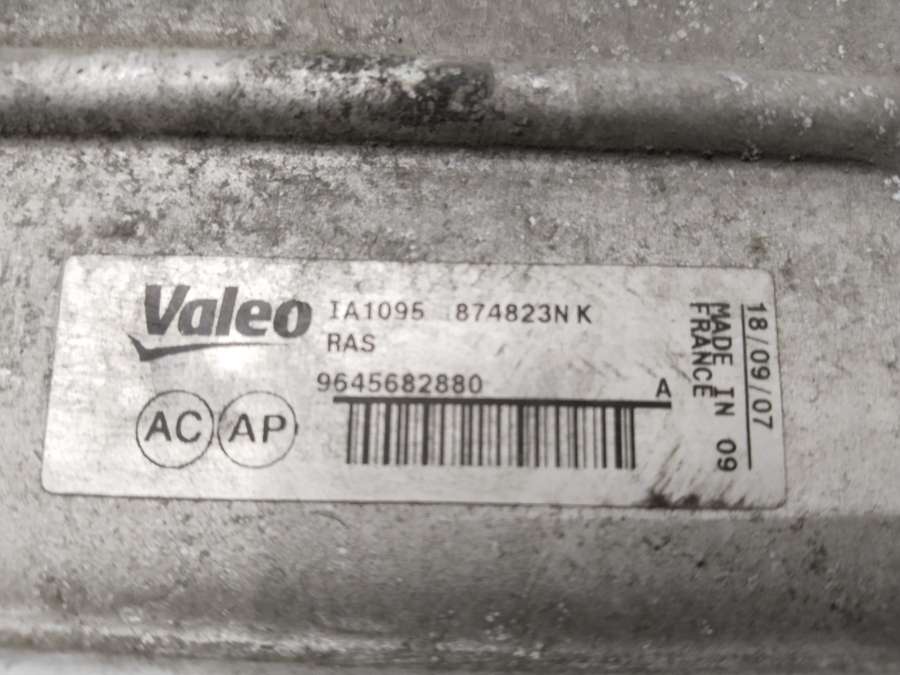 Valeo IA1095 874823N K
RAS
9645682880 A
AC AP
18/09/07
MADE IN 09
FRANCE